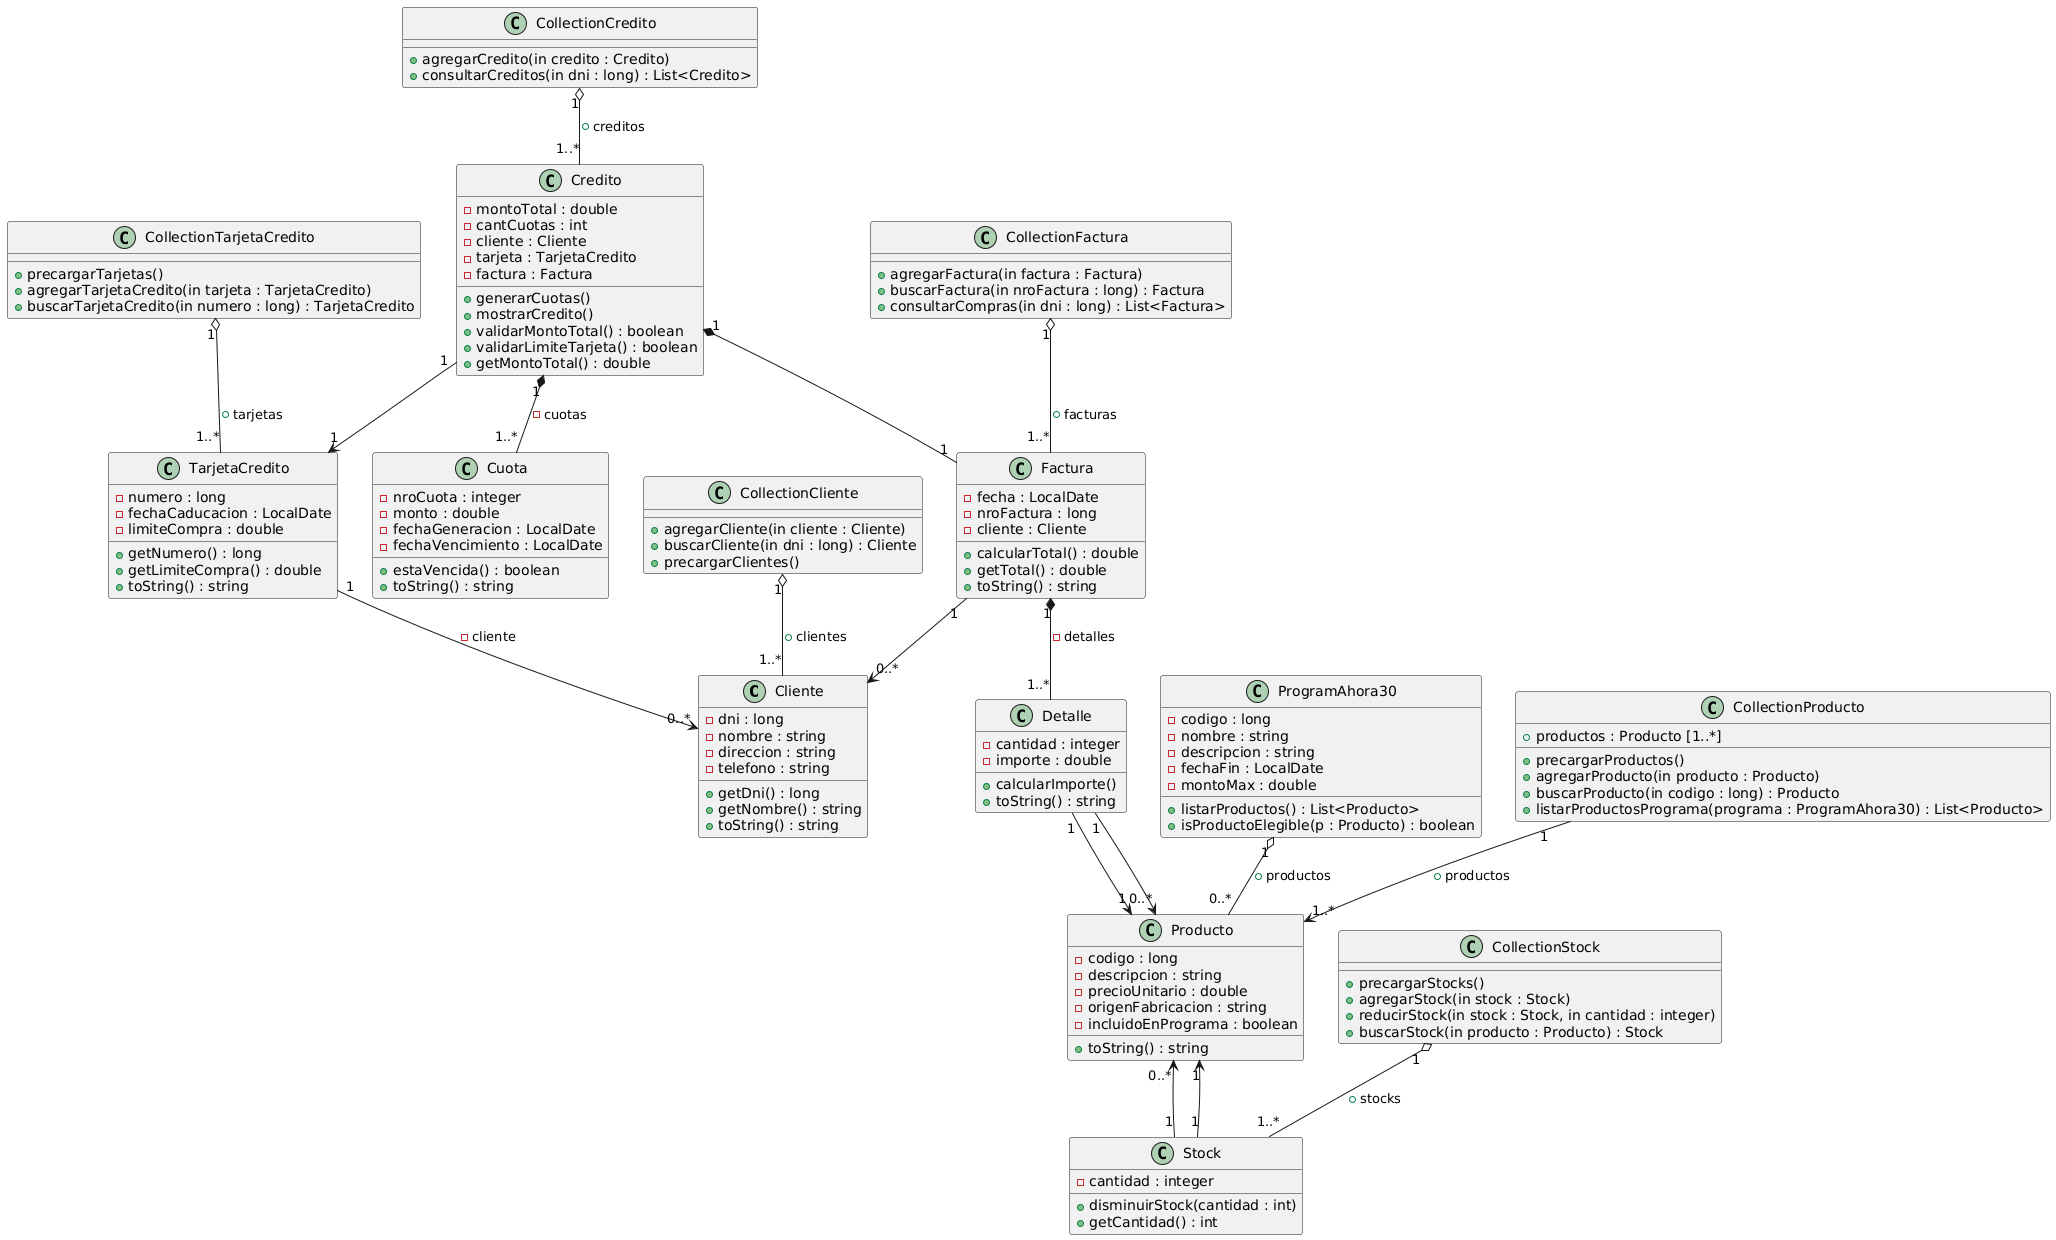 CollectionCredito
agregarCredito(in credito : Credito)
consultarCreditos(in dni : long) : List<Credito>
1
creditos
1..*
Credito
montoTotal : double
cantCuotas : int
cliente : Cliente
tarjeta : TarjetaCredito
factura : Factura
generarCuotas()
mostrarCredito()
validarMontoTotal() : boolean
validarLimiteTarjeta() : boolean
getMontoTotal() : double
CollectionTarjetaCredito
precargarTarjetas()
agregarTarjetaCredito(in tarjeta : TarjetaCredito)
buscarTarjetaCredito(in numero : long) : TarjetaCredito
CollectionFactura
agregarFactura(in factura : Factura)
buscarFactura(in nroFactura : long) : Factura
consultarCompras(in dni : long) : List<Factura>
1
1
1
1
1
tarjetas
cuotas
facturas
1..*
1
1..*
1
1..*
TarjetaCredito
numero : long
fechaCaducacion : LocalDate
limiteCompra : double
getNumero() : long
getLimiteCompra() : double
toString() : string
Cuota
nroCuota : integer
monto : double
fechaGeneracion : LocalDate
fechaVencimiento : LocalDate
estaVencida() : boolean
toString() : string
CollectionCliente
agregarCliente(in cliente : Cliente)
buscarCliente(in dni : long) : Cliente
precargarClientes()
Factura
fecha : LocalDate
nroFactura : long
cliente : Cliente
calcularTotal() : double
getTotal() : double
toString() : string
1
1
1
1
cliente
clientes
detalles
0..*
1..*
0..*
1..*
Cliente
dni : long
nombre : string
direccion : string
telefono : string
getDni() : long
getNombre() : string
toString() : string
Detalle
cantidad : integer
importe : double
calcularImporte()
toString() : string
ProgramAhora30
codigo : long
nombre : string
descripcion : string
fechaFin : LocalDate
montoMax : double
listarProductos() : List<Producto>
isProductoElegible(p : Producto) : boolean
CollectionProducto
productos : Producto [1..*]
precargarProductos()
agregarProducto(in producto : Producto)
buscarProducto(in codigo : long) : Producto
listarProductosPrograma(programa : ProgramAhora30) : List<Producto>
1
1
1
1
productos
productos
1
0..*
0..*
1..*
Producto
codigo : long
descripcion : string
precioUnitario : double
origenFabricacion : string
incluidoEnPrograma : boolean
toString() : string
CollectionStock
precargarStocks()
agregarStock(in stock : Stock)
reducirStock(in stock : Stock, in cantidad : integer)
buscarStock(in producto : Producto) : Stock
0..*
1
1
stocks
1
1
1..*
Stock
cantidad : integer
disminuirStock(cantidad : int)
getCantidad() : int